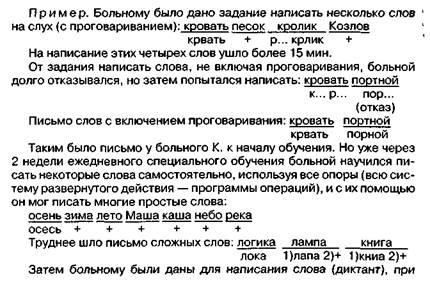 Пример. Больному было дано задание написать несколько слов
на слух (с проговариванием): кровать песок кролик Козлов
крвать + р... крлик +
На написание этих четырех слов ушло более 15 мин.
От задания написать слова, не включая проговаривания, больной
долго отказывался, но затем попытался написать: кровать портной
к... р... пор...
(отказ)
Письмо слов с включением проговаривания: кровать портной
крвать порной
Таким было письмо у больного К. к началу обучения. Но уже через
2 недели ежедневного специального обучения больной научился пи-
сать некоторые слова самостоятельно, используя все опоры (всю сис-
тему развернутого действия — программы операций), и с их помощью
он мог писать многие простые слова:
осень зима лето Маша каша небо река
осесь + + + + + +
Труднее шло письмо сложных слов: логика лампа книга
лока 1)лапа 2)+ 1)книа 2)+
Затем больному были даны для написания слова (диктант), при